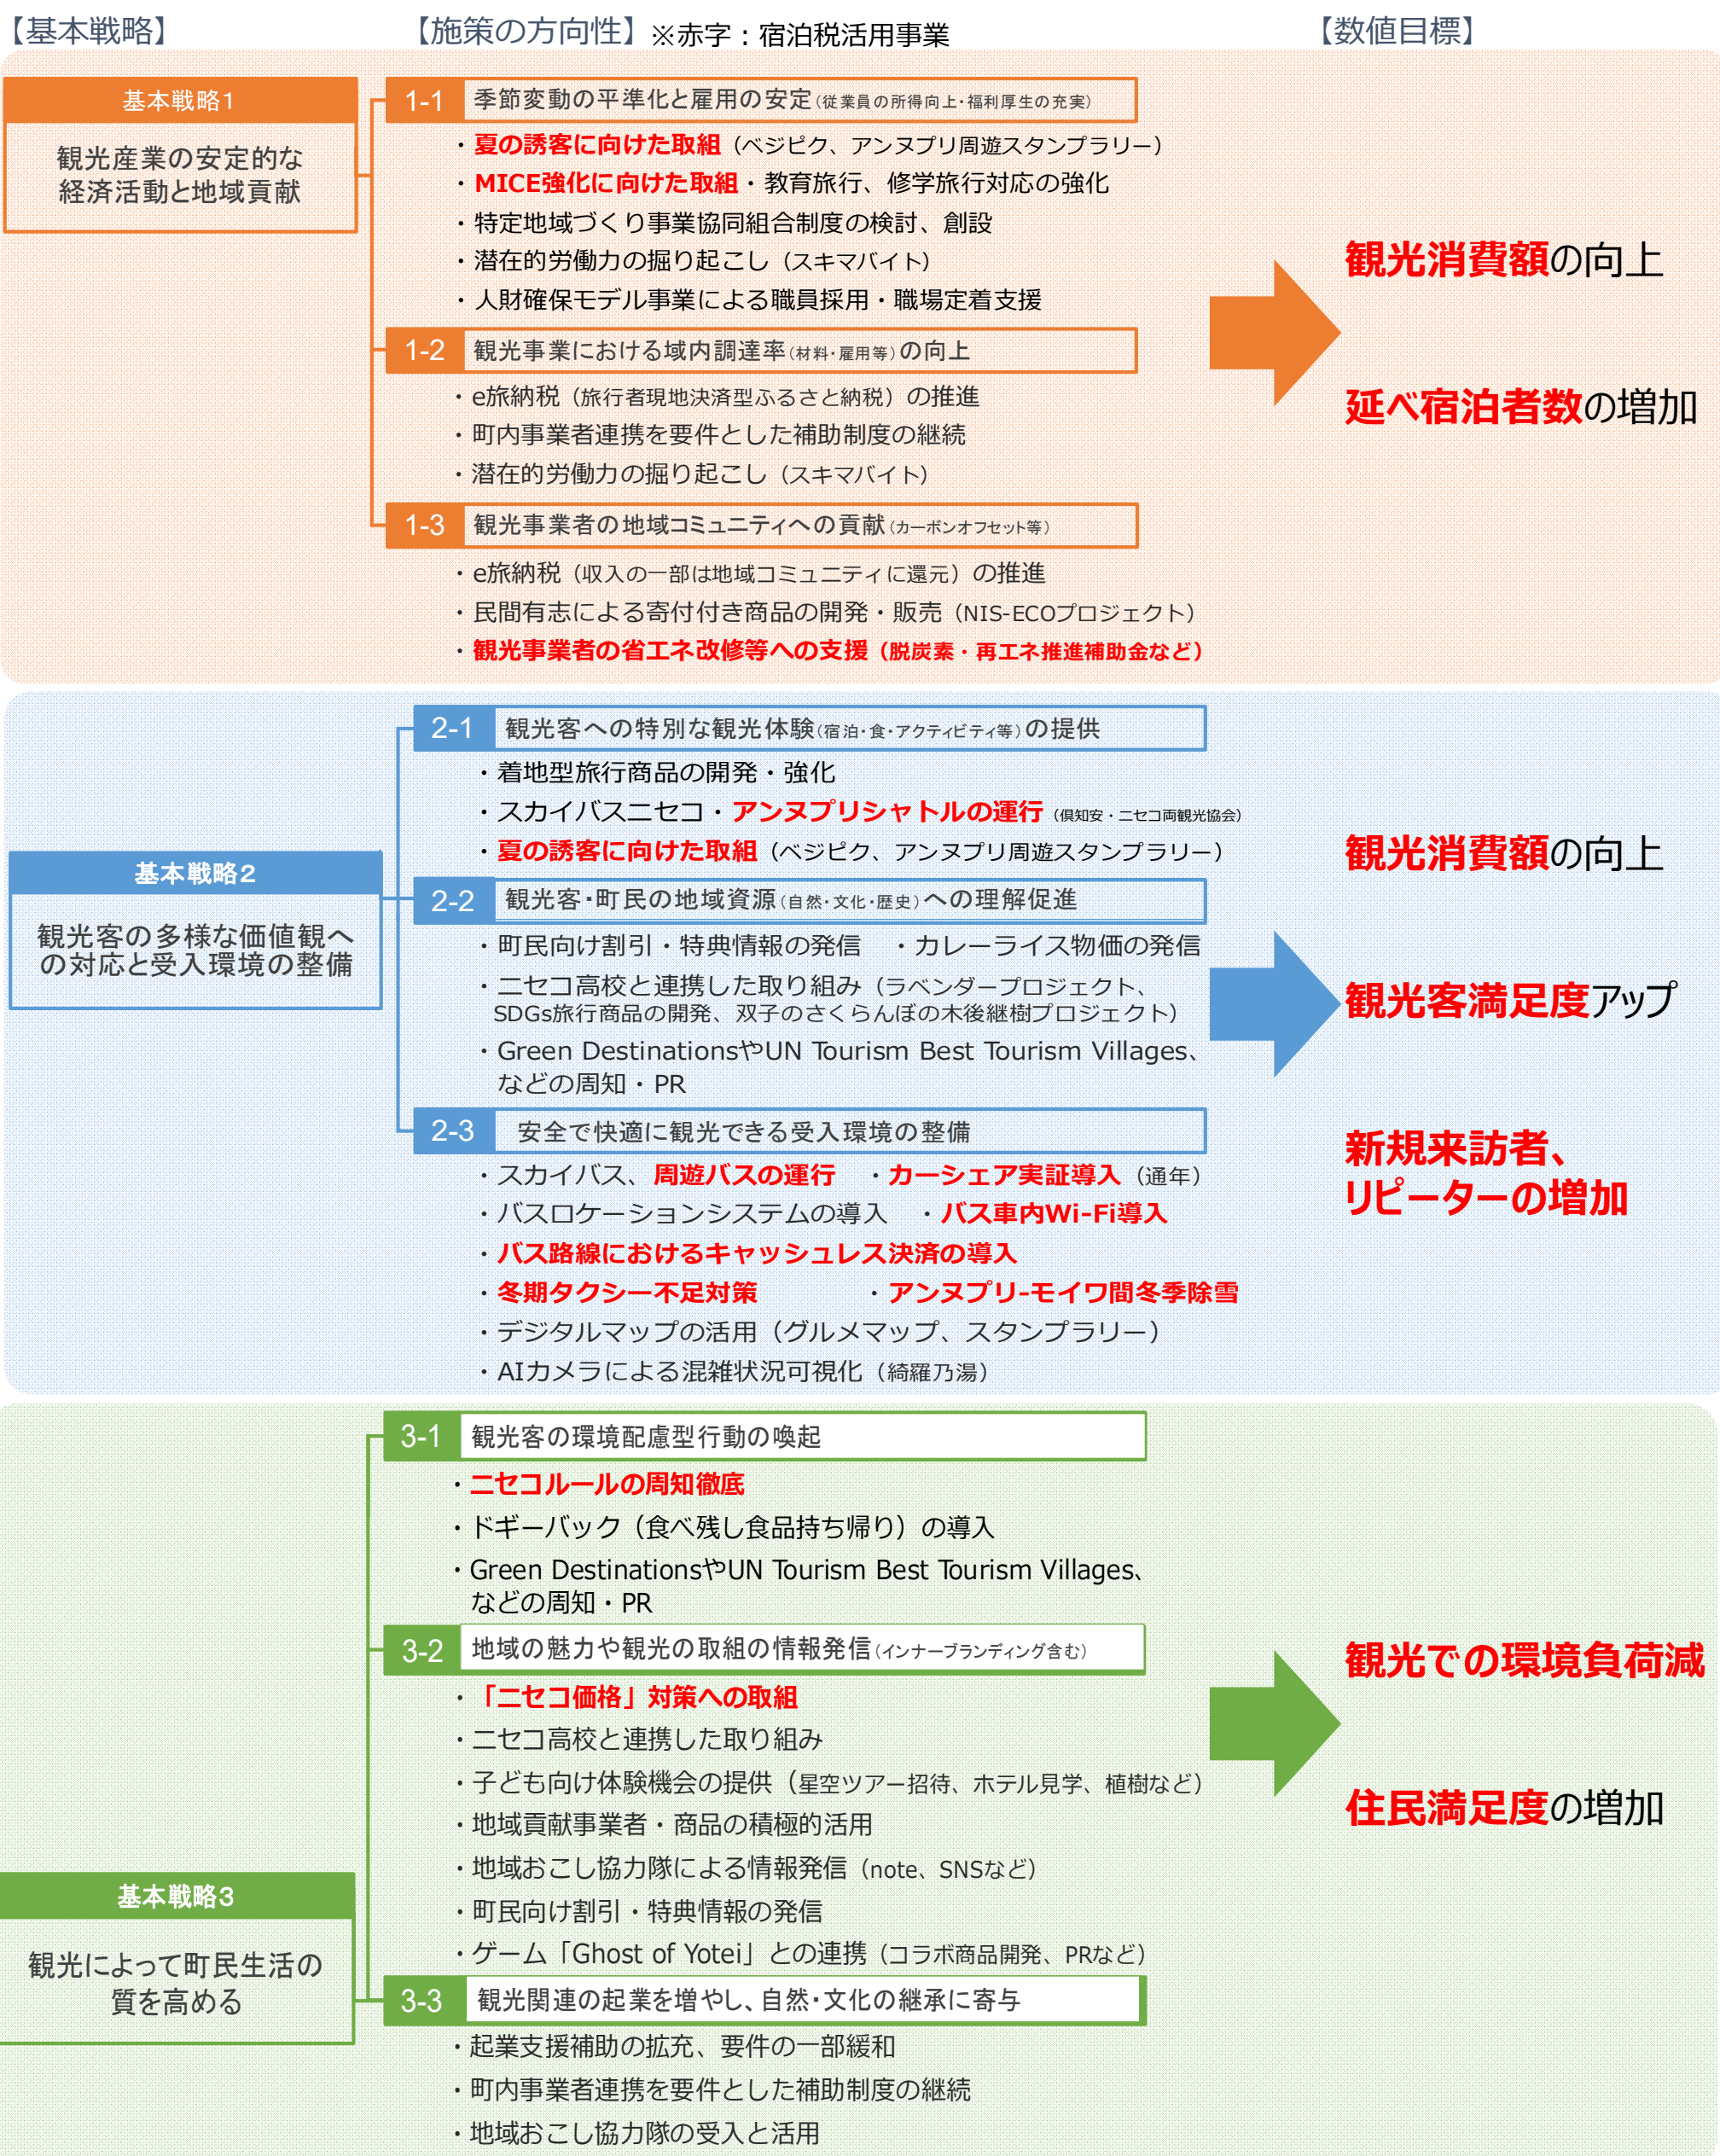 【基本戦略】
【施策の方向性】 ※赤字:宿泊税活用事業
【数値目標】
基本戦略1
観光産業の安定的な
経済活動と地域貢献
1-1 季節変動の平準化と雇用の安定(従業員の所得向上・福利厚生の充実)
・夏の誘客に向けた取組(ベジピク、アンヌプリ周遊スタンプラリー)
・MICE強化に向けた取組・教育旅行、修学旅行対応の強化
・特定地域づくり事業協同組合制度の検討、創設
・潜在的労働力の掘り起こし(スキマバイト)
・人財確保モデル事業による職員採用・職場定着支援
1-2 観光事業における域内調達率(材料・雇用等)の向上
・e旅納税(旅行者現地決済型ふるさと納税)の推進
・町内事業者連携を要件とした補助制度の継続
・潜在的労働力の掘り起こし(スキマバイト)
1-3 観光事業者の地域コミュニティへの貢献(カーボンオフセット等)
・e旅納税(収入の一部は地域コミュニティに還元)の推進
・民間有志による寄付付き商品の開発・販売(NIS-ECOプロジェクト)
・観光事業者の省エネ改修等への支援(脱炭素・再エネ推進補助金など)
観光消費額の向上
延べ宿泊者数の増加
基本戦略2
観光客の多様な価値観へ
の対応と受入環境の整備
2-1 観光客への特別な観光体験(宿泊・食・アクティビティ等)の提供
・着地型旅行商品の開発・強化
・スカイバスニセコ・アンヌプリシャトルの運行(倶知安・ニセコ両観光協会)
・夏の誘客に向けた取組(ベジピク、アンヌプリ周遊スタンプラリー)
2-2 観光客・町民の地域資源(自然・文化・歴史)への理解促進
・町民向け割引・特典情報の発信 ・カレーライス物価の発信
・ニセコ高校と連携した取り組み(ラベンダープロジェクト、
SDGs旅行商品の開発、双子のさくらんぼの木後継樹プロジェクト)
・Green DestinationsやUN Tourism Best Tourism Villages、
などの周知・PR
2-3 安全で快適に観光できる受入環境の整備
・スカイバス、周遊バスの運行 ・カーシェア実証導入(通年)
・バスロケーションシステムの導入 ・バス車内Wi-Fi導入
・バス路線におけるキャッシュレス決済の導入
・冬期タクシー不足対策 ・アンヌプリ-モイワ間冬季除雪
・デジタルマップの活用(グルメマップ、スタンプラリー)
・AIカメラによる混雑状況可視化(綺羅乃湯)
観光消費額の向上
観光客満足度アップ
新規来訪者、
リピーターの増加
基本戦略3
観光によって町民生活の
質を高める
3-1 観光客の環境配慮型行動の喚起
・ニセコルールの周知徹底
・ドギーバック(食べ残し食品持ち帰り)の導入
・Green DestinationsやUN Tourism Best Tourism Villages、
などの周知・PR
3-2 地域の魅力や観光の取組の情報発信(インナーブランディング含む)
・「ニセコ価格」対策への取組
・ニセコ高校と連携した取り組み
・子ども向け体験機会の提供(星空ツアー招待、ホテル見学、植樹など)
・地域貢献事業者・商品の積極的活用
・地域おこし協力隊による情報発信(note、SNSなど)
・町民向け割引・特典情報の発信
・ゲーム「Ghost of Yotei」との連携(コラボ商品開発、PRなど)
3-3 観光関連の起業を増やし、自然・文化の継承に寄与
・起業支援補助の拡充、要件の一部緩和
・町内事業者連携を要件とした補助制度の継続
・地域おこし協力隊の受入と活用
観光での環境負荷減
住民満足度の増加